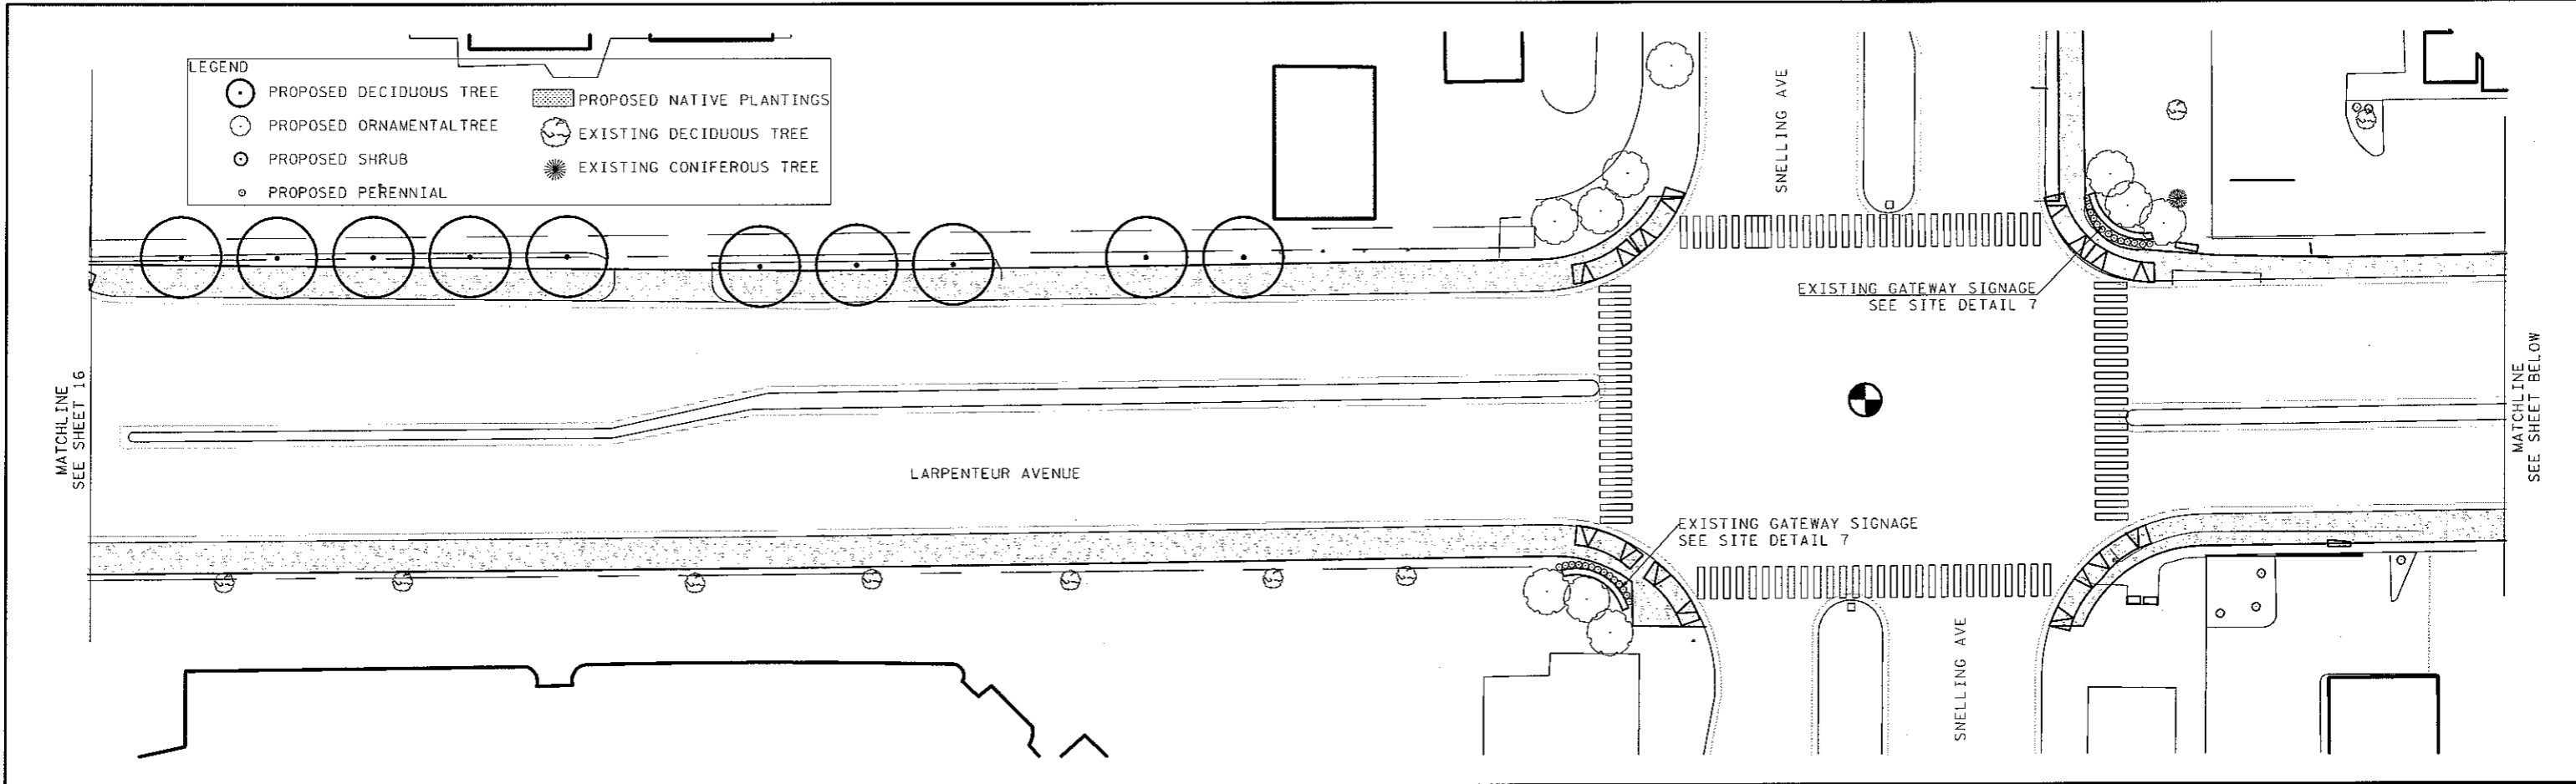 LEGEND
PROPOSED DECIDUOUS TREE
PROPOSED ORNAMENTALTREE
PROPOSED SHRUB
PROPOSED PERENNIAL
PROPOSED NATIVE PLANTINGS
EXISTING DECIDUOUS TREE
EXISTING CONIFEROUS TREE
SNELLING AVE
EXISTING GATEWAY SIGNAGE
SEE SITE DETAIL 7
MATCHLINE
SEE SHEET 16
LARPENTEUR AVENUE
MATCHLINE
SEE SHEET BELOW
EXISTING GATEWAY SIGNAGE
SEE SITE DETAIL 7
SNELLING AVE